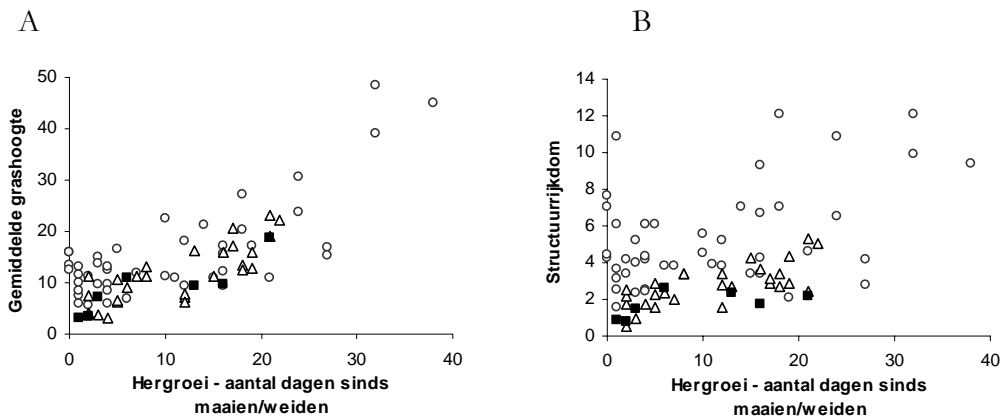 A
B
50
40
30
20
10
0
Gemiddelde grashoogte
0 10 20 30 40
Hergroei - aantal dagen sinds
maaien/weiden
14
12
10
8
6
4
2
0
Structuurrijkdom
0 10 20 30 40
Hergroei - aantal dagen sinds
maaien/weiden